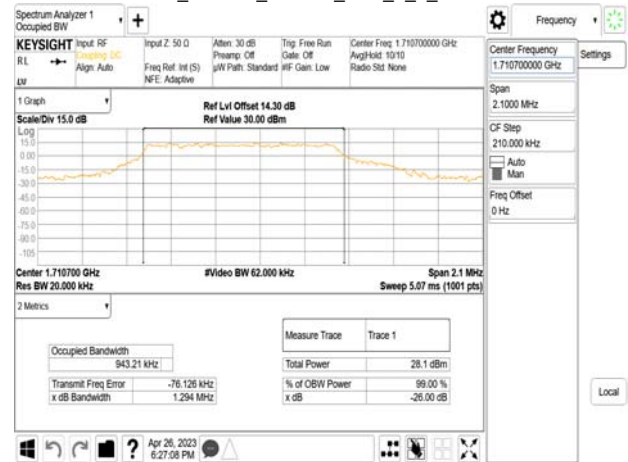 Spectrum Analyzer 1
Occupied BW
Frequency
KEYSIGHT
Input: RF
Coupling: DC
Align: Auto
RL
LV
Input Z: 50 Ω
Freq Ref: Int (S)
NFE: Adaptive
Atten: 30 dB
Preamp: Off
µW Path: Standard
Trig: Free Run
Gate: Off
#IF Gain: Low
Center Freq: 1.710700000 GHz
Avg|Hold: 10/10
Radio Std: None
Center Frequency
1.710700000 GHz
Settings
Span
2.1000 MHz
CF Step
210.000 kHz
Auto
Man
Freq Offset
0 Hz
Local
1 Graph
Scale/Div 15.0 dB
Ref Lvl Offset 14.30 dB
Ref Value 30.00 dBm
Log
15.0
0.00
-15.0
-30.0
-45.0
-60.0
-75.0
-90.0
-105
Center 1.710700 GHz
Res BW 20.000 kHz
#Video BW 62.000 kHz
Span 2.1 MHz
Sweep 5.07 ms (1001 pts)
2 Metrics
Measure Trace
Trace 1
Occupied Bandwidth
943.21 kHz
Total Power
28.1 dBm
Transmit Freq Error
-76.126 kHz
% of OBW Power
99.00 %
x dB Bandwidth
1.294 MHz
x dB
-26.00 dB
Apr 26, 2023
6:27:08 PM